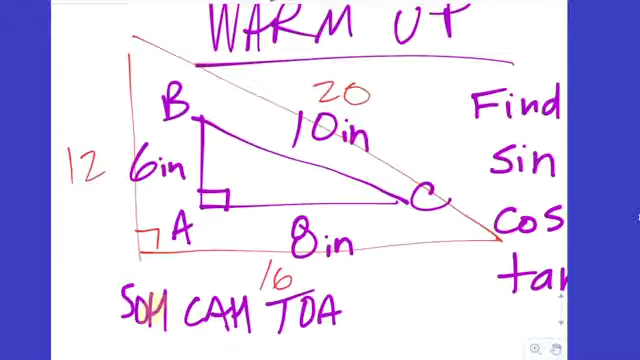 WARM UP
20
B
10in
Find
12
6in
sin
C
A
8in
cos
16
tan
SOH CAH TOA